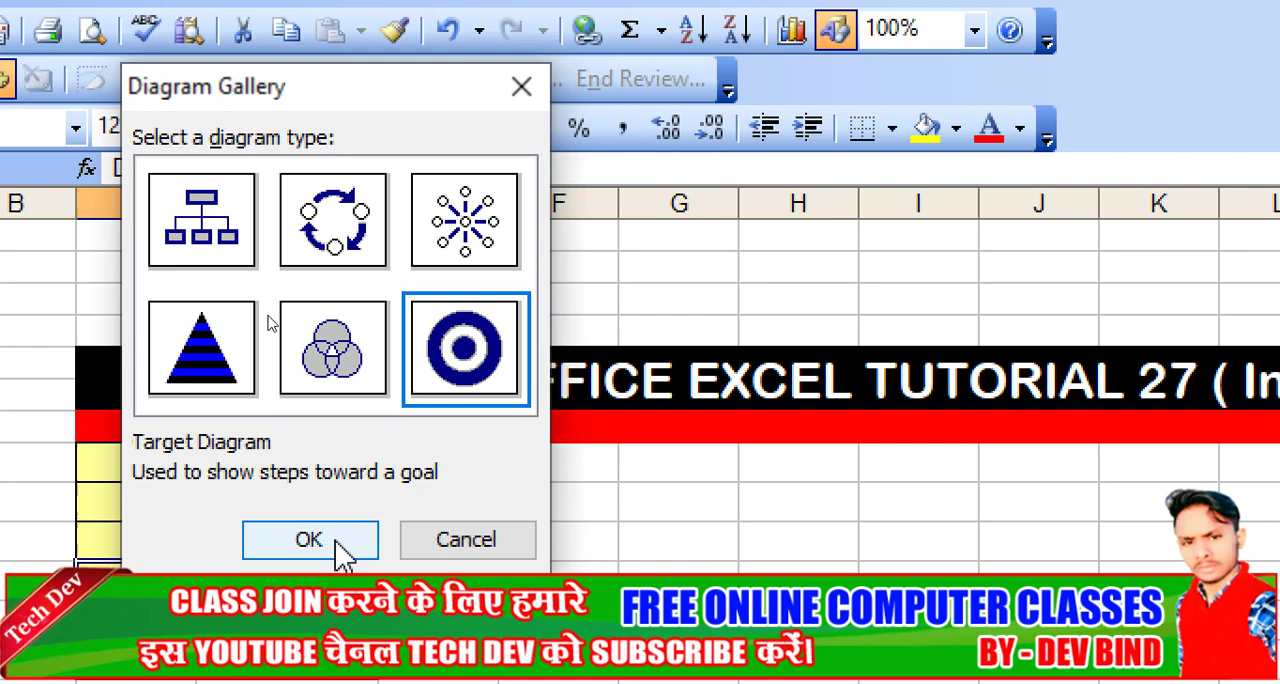 ABC
Σ
A
Z
Z
A
100%
?
End Review...
Diagram Gallery
12
%
,
A
Select a diagram type:
fx
B
F
G
H
I
J
K
FFICE EXCEL TUTORIAL 27 ( In
Target Diagram
Used to show steps toward a goal
OK
Cancel
Tech Dev
CLASS JOIN करने के लिए हमारे
इस YOUTUBE चैनल TECH DEV को SUBSCRIBE करें।
FREE ONLINE COMPUTER CLASSES
BY - DEV BIND